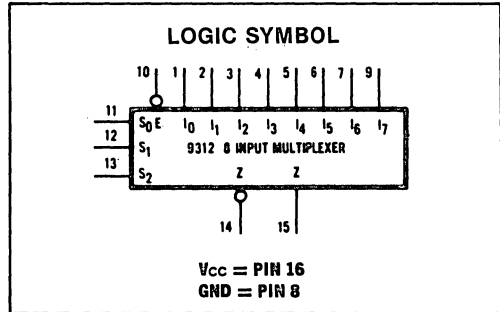 LOGIC SYMBOL
10 1 2 3 4 5 6 7 9
11 S0 E I0 I1 I2 I3 I4 I5 I6 I7
12 S1 9312 8 INPUT MULTIPLEXER
13 S2 Z Z
14 15
Vcc = PIN 16
GND = PIN 8